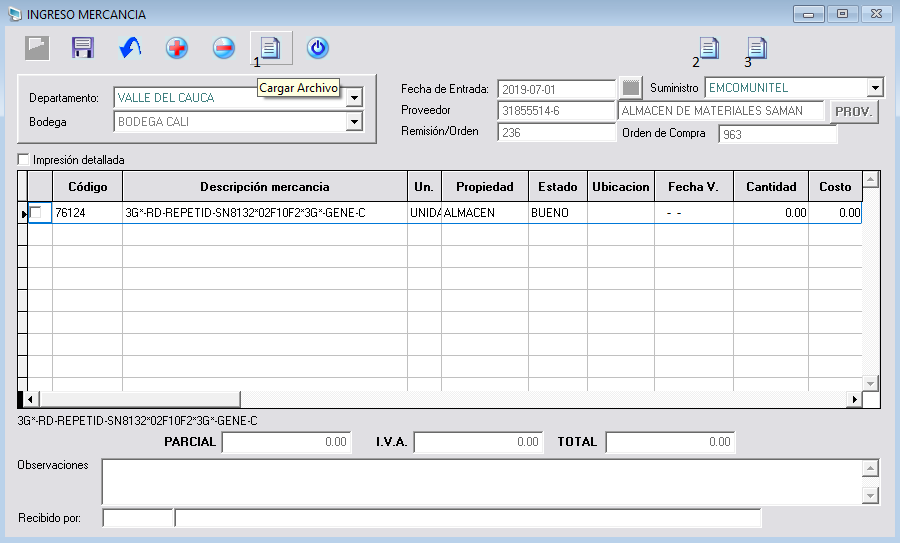 INGRESO MERCANCIA
1
2
3
Cargar Archivo
Departamento: VALLE DEL CAUCA
Bodega BODEGA CALI
Fecha de Entrada: 2019-07-01 Suministro EMCOMUNITEL
Proveedor 31855514-6 ALMACEN DE MATERIALES SAMAN PROV.
Remisión/Orden 236 Orden de Compra 963
Impresión detallada
Código Descripción mercancia Un. Propiedad Estado Ubicacion Fecha V. Cantidad Costo
76124 3G*-RD-REPETID-SN8132*02F10F2*3G*-GENE-C UNIDA ALMACEN BUENO - - 0.00 0.00
3G*-RD-REPETID-SN8132*02F10F2*3G*-GENE-C
PARCIAL 0.00 I.V.A. 0.00 TOTAL 0.00
Observaciones
Recibido por: